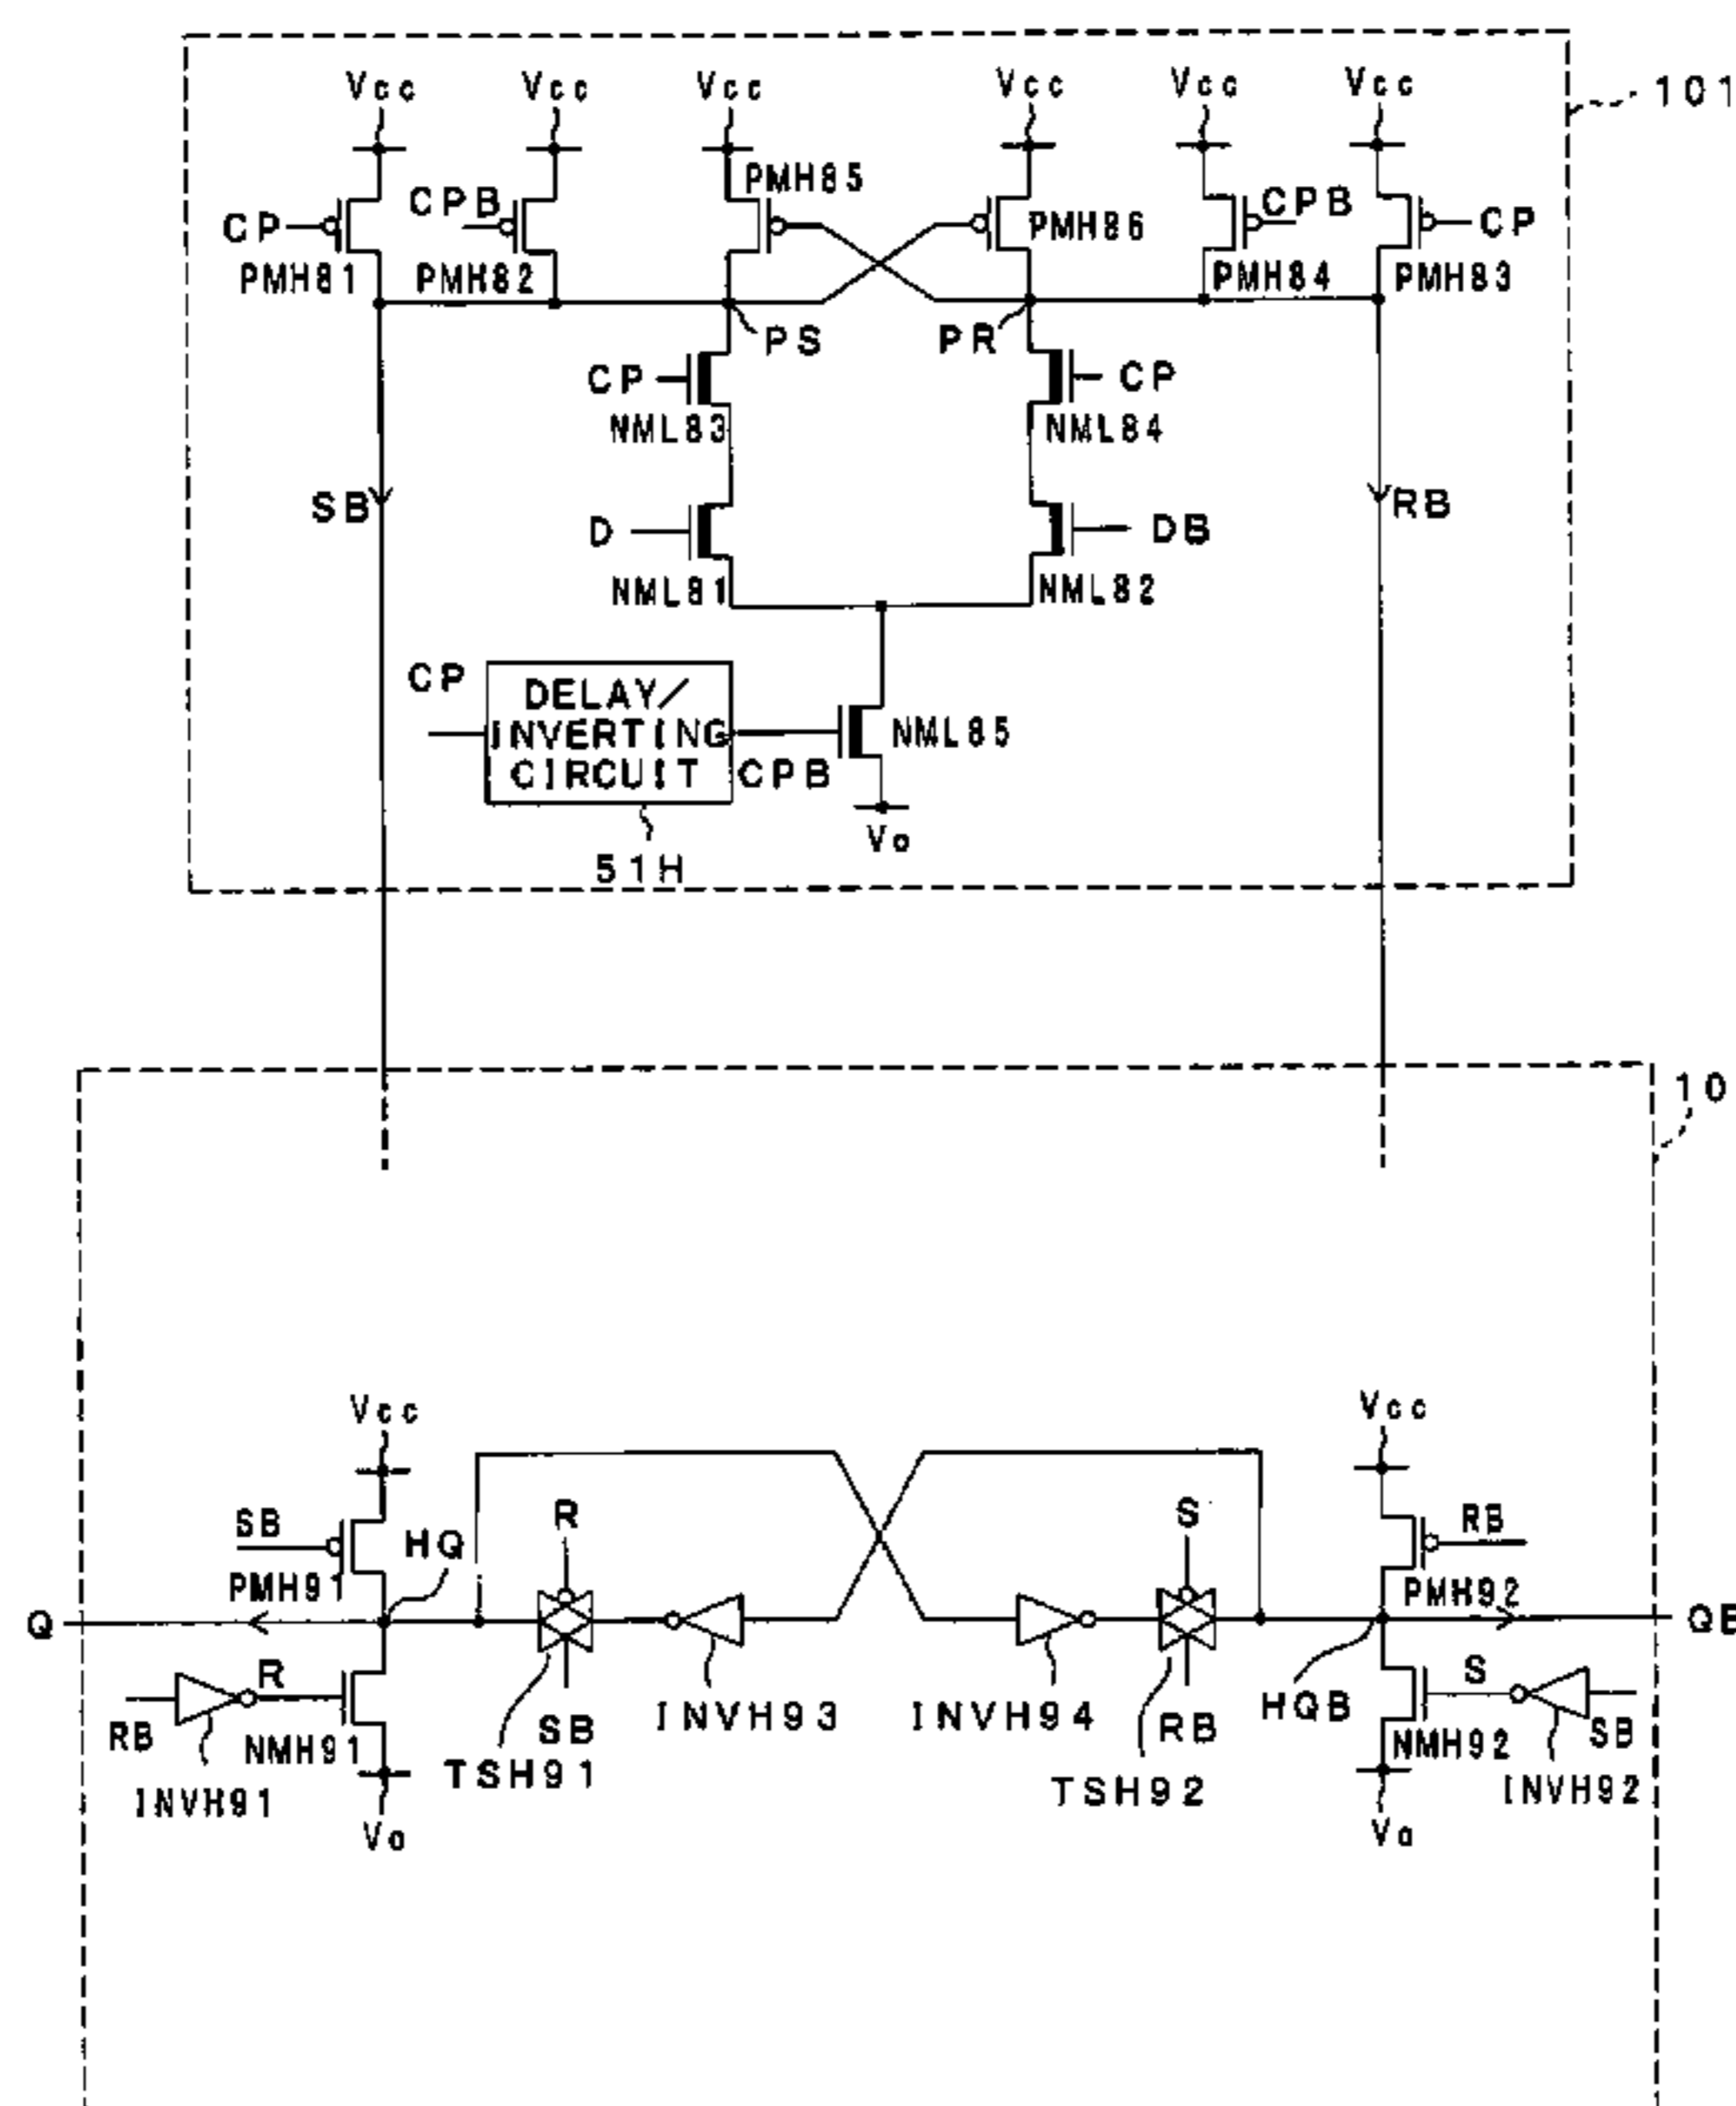 Vcc Vcc Vcc Vcc Vcc Vcc
101
PMH85
CP CPB PMH86 CPB CP
PMH81 PMH82 PMH84 PMH83
PS PR
CP CP
NML83 NML84
SB D DB RB
NML81 NML82
CP DELAY/
INVERTING
CIRCUIT
CPB
NML85
Vo
51H
10
Vcc Vcc
SB HQ R S RB
PMH91 PMH92
Q QB
R S
RB NMH91 SB INVH93 INVH94 RB HQB NMH92 SB
INVH91 TSH91 TSH92 INVH92
Vo Vo